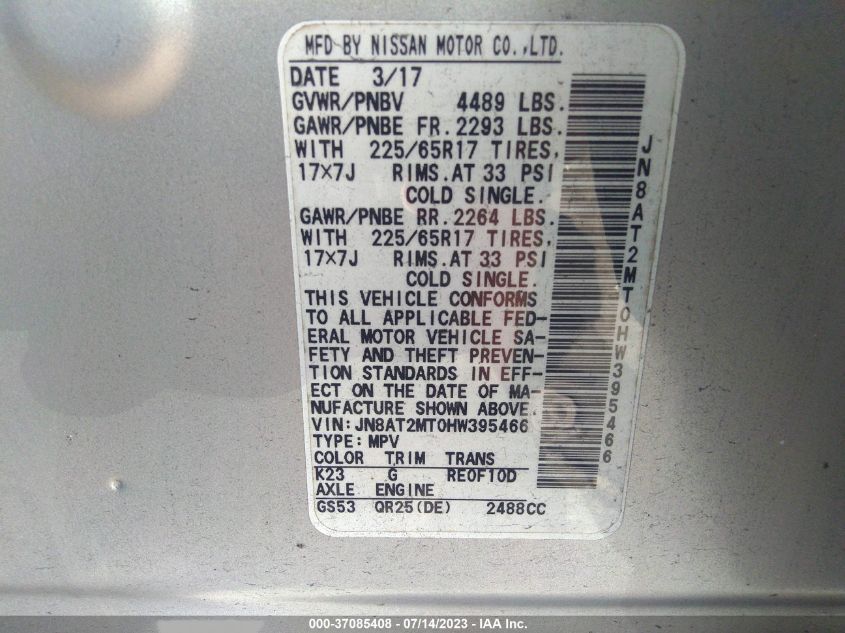 MFD BY NISSAN MOTOR CO.,LTD.
DATE 3/17
GVWR/PNBV 4489 LBS.
GAWR/PNBE FR. 2293 LBS.
WITH 225/65R17 TIRES,
17×7J RIMS.AT 33 PSI
COLD SINGLE.
GAWR/PNBE RR. 2264 LBS.
WITH 225/65R17 TIRES,
17×7J RIMS.AT 33 PSI
COLD SINGLE.
THIS VEHICLE CONFORMS
TO ALL APPLICABLE FED-
ERAL MOTOR VEHICLE SA-
FETY AND THEFT PREVEN-
TION STANDARDS IN EFF-
ECT ON THE DATE OF MA-
NUFACTURE SHOWN ABOVE.
VIN:JN8AT2MT0HW395466
TYPE:MPV
COLOR TRIM TRANS
K23 G RE0F10D
AXLE ENGINE
GS53 QR25(DE) 2488CC
JN8AT2MT0HW395466
000-37085408 - 07/14/2023 - IAA Inc.